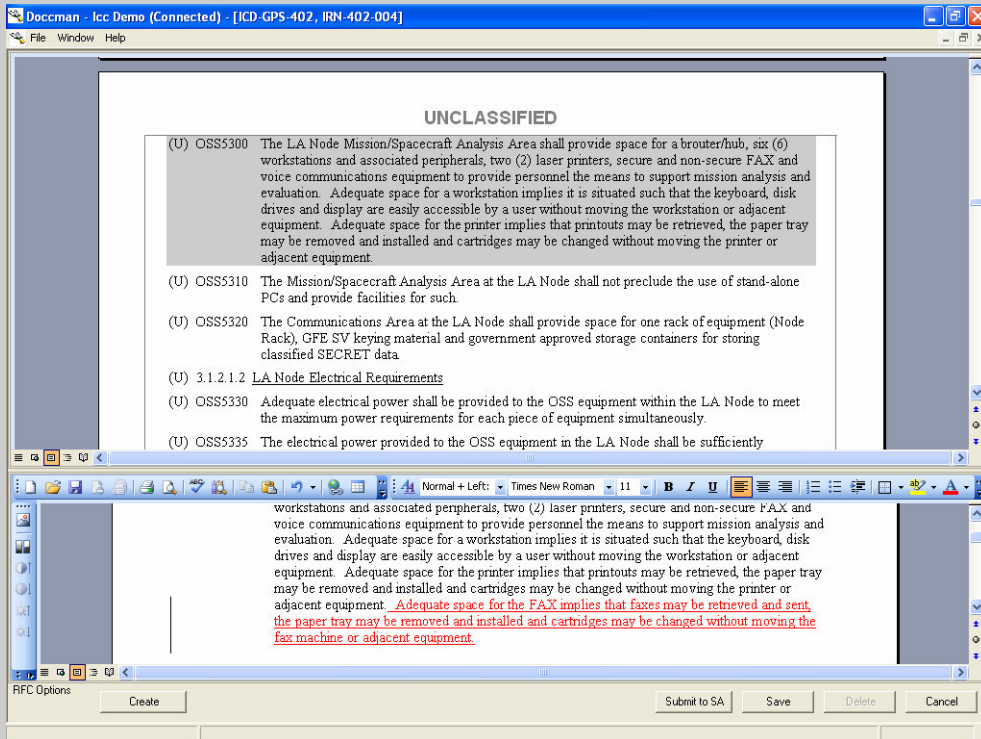 Doccman - Icc Demo (Connected) - [ICD-GPS-402, IRN-402-004]
File Window Help
UNCLASSIFIED
(U) OSS5300 The LA Node Mission/Spacecraft Analysis Area shall provide space for a brouter/hub, six (6)
workstations and associated peripherals, two (2) laser printers, secure and non-secure FAX and
voice communications equipment to provide personnel the means to support mission analysis and
evaluation. Adequate space for a workstation implies it is situated such that the keyboard, disk
drives and display are easily accessible by a user without moving the workstation or adjacent
equipment. Adequate space for the printer implies that printouts may be retrieved, the paper tray
may be removed and installed and cartridges may be changed without moving the printer or
adjacent equipment.
(U) OSS5310 The Mission/Spacecraft Analysis Area at the LA Node shall not preclude the use of stand-alone
PCs and provide facilities for such.
(U) OSS5320 The Communications Area at the LA Node shall provide space for one rack of equipment (Node
Rack), GFE SV keying material and government approved storage containers for storing
classified SECRET data
(U) 3.1.2.1.2 LA Node Electrical Requirements
(U) OSS5330 Adequate electrical power shall be provided to the OSS equipment within the LA Node to meet
the maximum power requirements for each piece of equipment simultaneously.
(U) OSS5335 The electrical power provided to the OSS equipment in the LA Node shall be sufficiently
Normal + Left: Times New Roman 11 B I U
workstations and associated peripherals, two (2) laser printers, secure and non-secure FAX and
voice communications equipment to provide personnel the means to support mission analysis and
evaluation. Adequate space for a workstation implies it is situated such that the keyboard, disk
drives and display are easily accessible by a user without moving the workstation or adjacent
equipment. Adequate space for the printer implies that printouts may be retrieved, the paper tray
may be removed and installed and cartridges may be changed without moving the printer or
adjacent equipment. Adequate space for the FAX implies that faxes may be retrieved and sent,
the paper tray may be removed and installed and cartridges may be changed without moving the
fax machine or adjacent equipment.
RFC Options
Create Submit to SA Save Delete Cancel